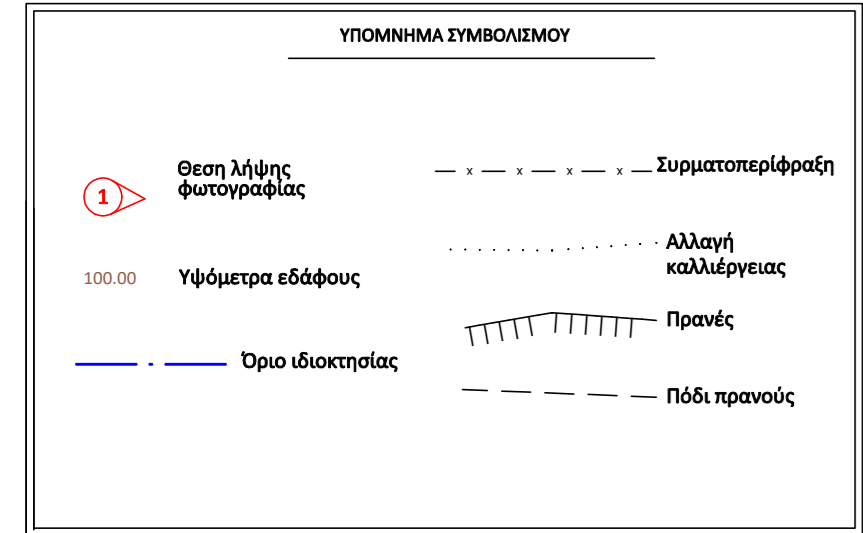 ΥΠΟΜΝΗΜΑ ΣΥΜΒΟΛΙΣΜΟΥ
1
Θεση λήψης
φωτογραφίας
100.00
Υψόμετρα εδάφους
Όριο ιδιοκτησίας
x x x x
Συρματοπερίφραξη
Αλλαγή
καλλιέργειας
Πρανές
Πόδι πρανούς